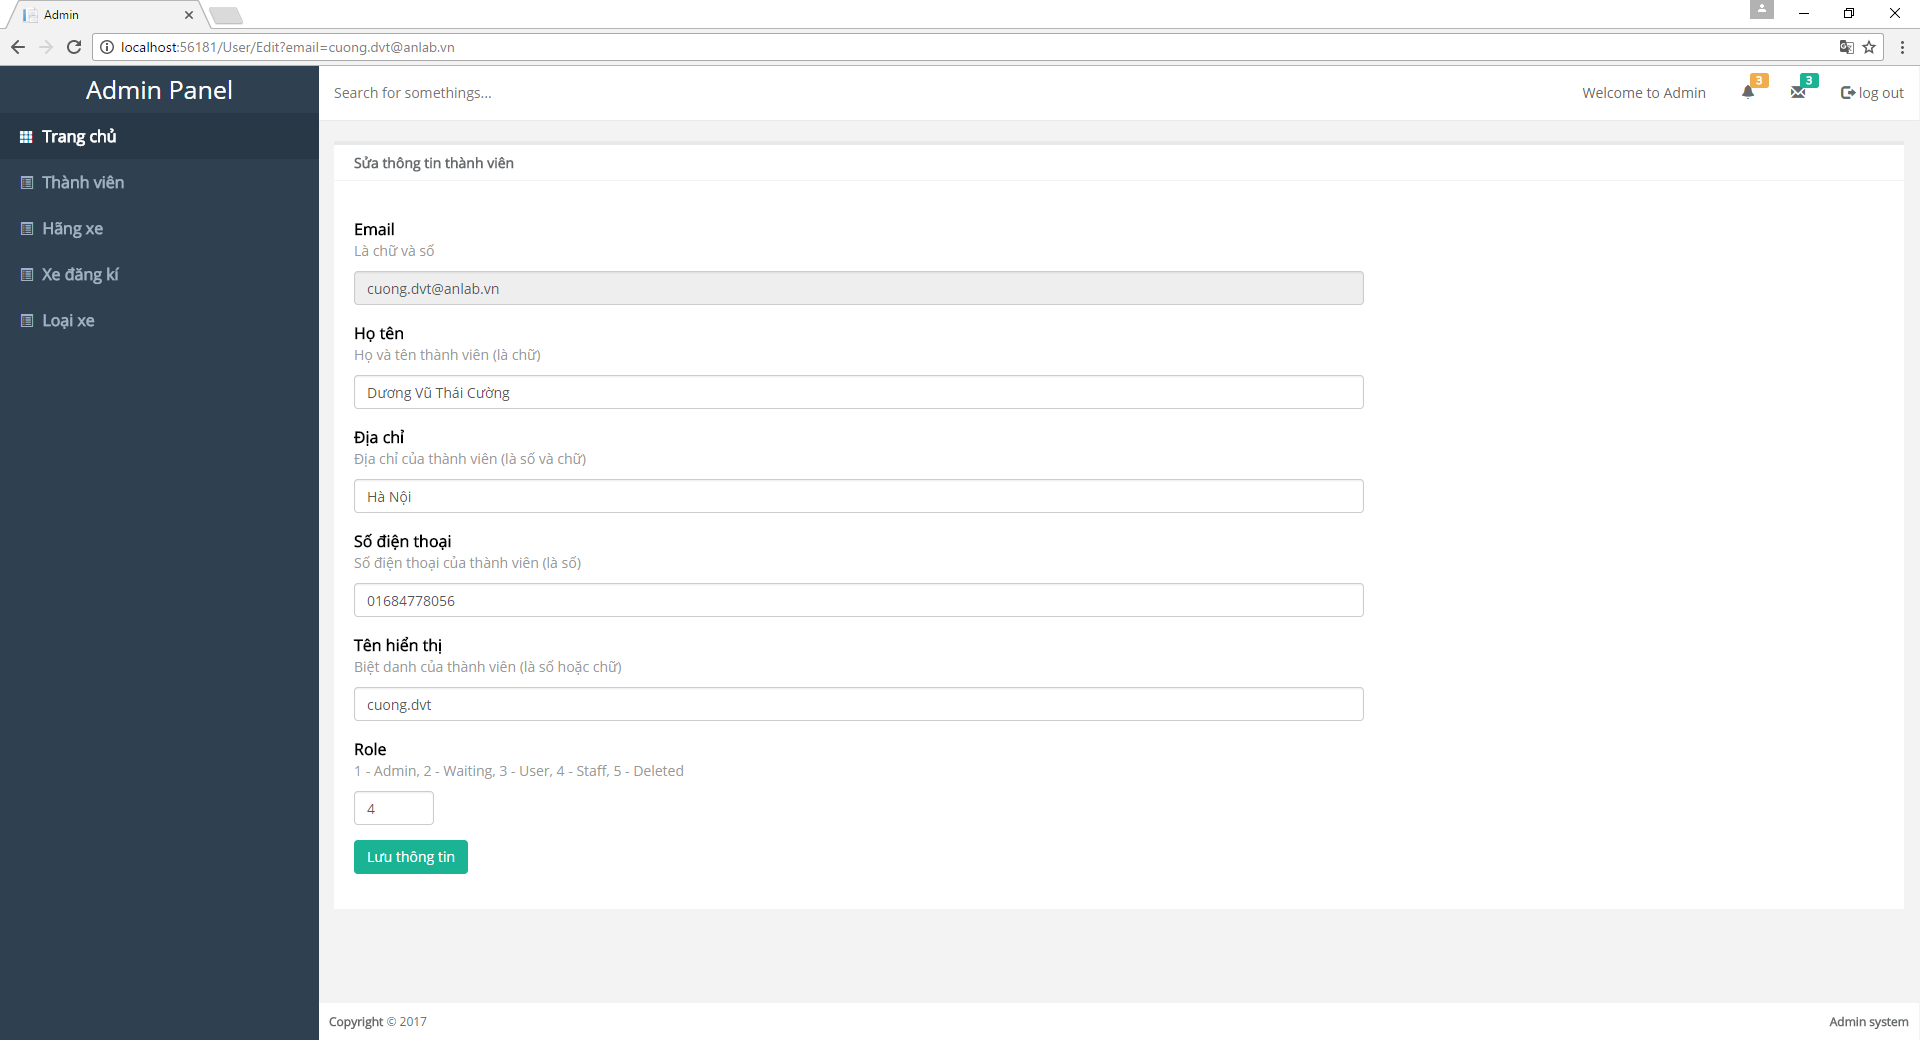 Admin
localhost:56181/User/Edit?email=cuong.dvt@anlab.vn
Admin Panel
Search for somethings...
Welcome to Admin
3
3
log out
Trang chủ
Thành viên
Hãng xe
Xe đăng kí
Loại xe
Sửa thông tin thành viên
Email
Là chữ và số
cuong.dvt@anlab.vn
Họ tên
Họ và tên thành viên (là chữ)
Dương Vũ Thái Cường
Địa chỉ
Địa chỉ của thành viên (là số và chữ)
Hà Nội
Số điện thoại
Số điện thoại của thành viên (là số)
01684778056
Tên hiển thị
Biệt danh của thành viên (là số hoặc chữ)
cuong.dvt
Role
1 - Admin, 2 - Waiting, 3 - User, 4 - Staff, 5 - Deleted
4
Lưu thông tin
Copyright © 2017
Admin system